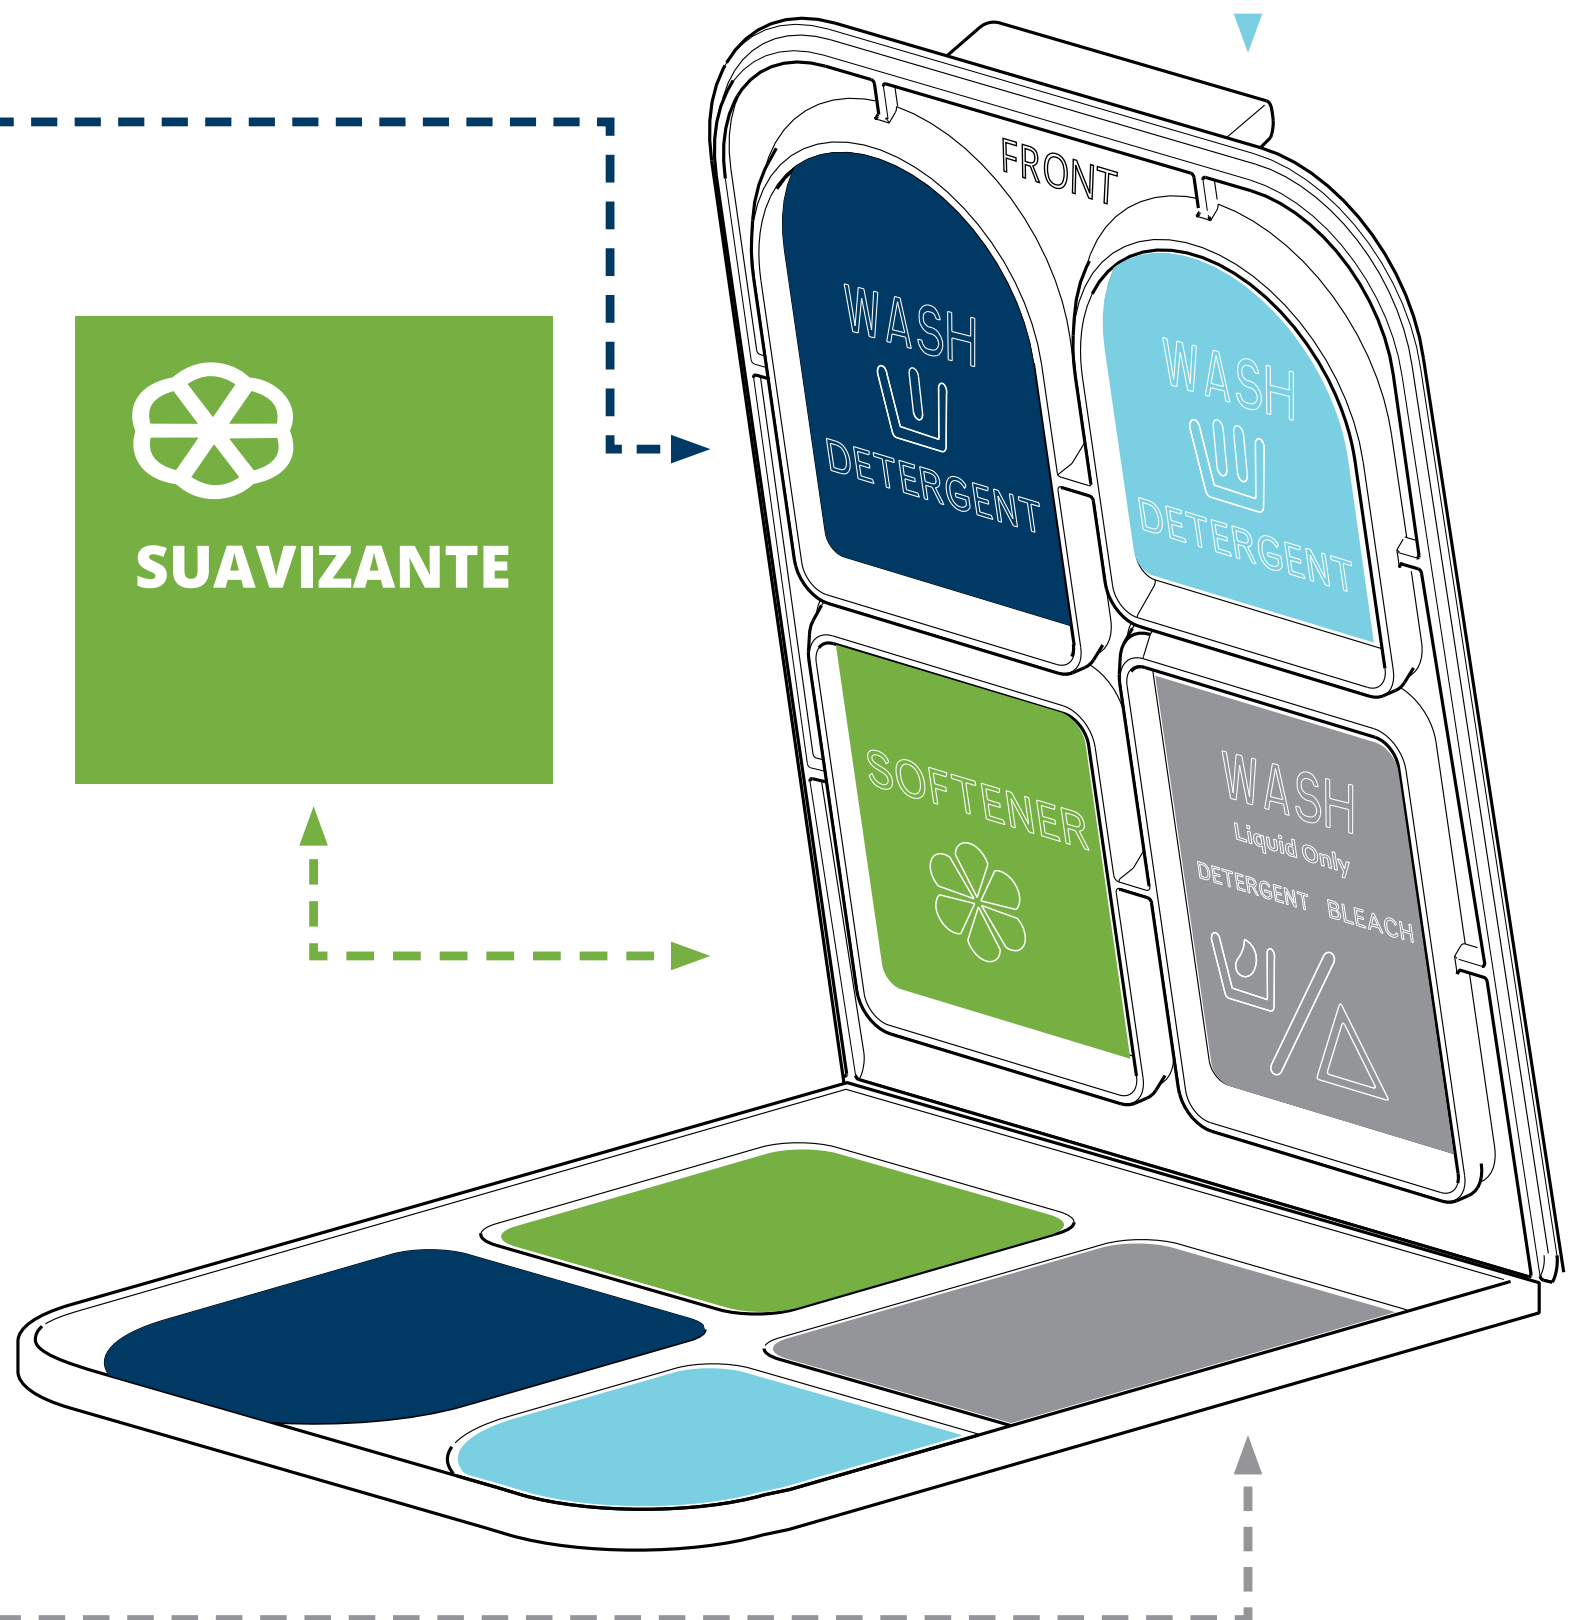 FRONT
WASH
DETERGENT
WASH
DETERGENT
SUAVIZANTE
SOFTENER
WASH
Liquid Only
DETERGENT BLEACH